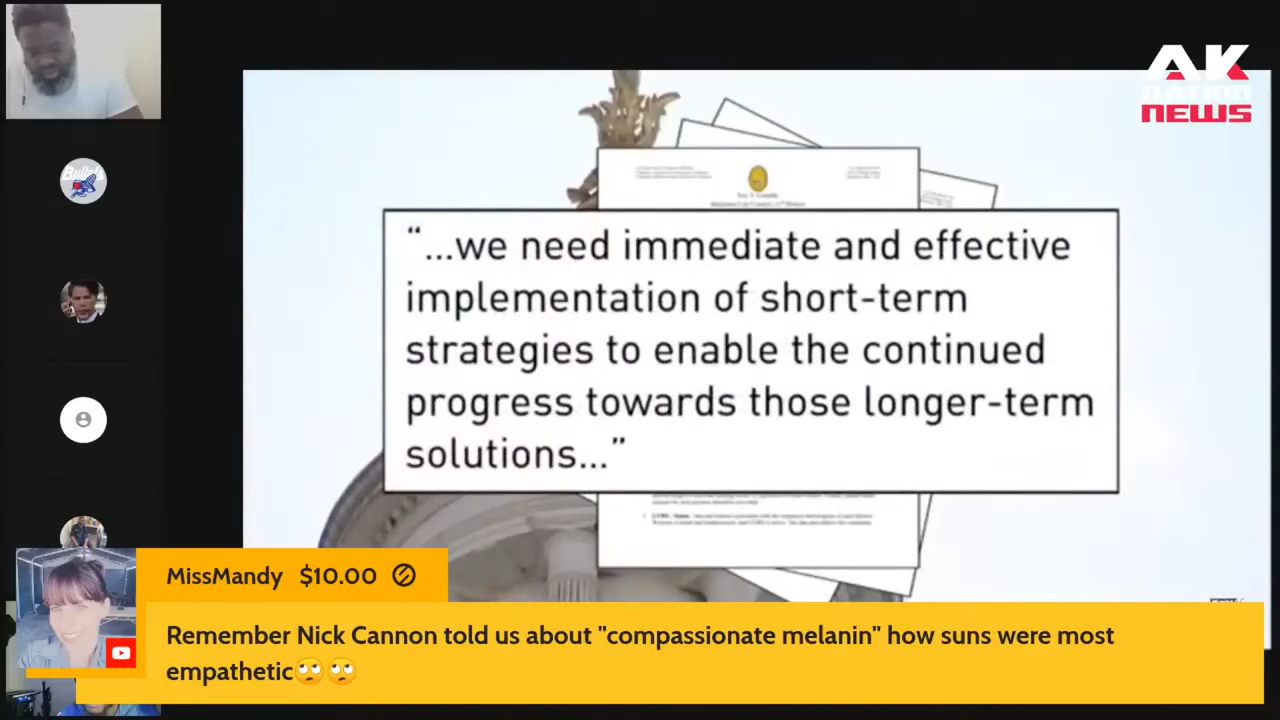 AK
NATION
NEWS
“...we need immediate and effective
implementation of short-term
strategies to enable the continued
progress towards those longer-term
solutions...”
MissMandy $10.00
Remember Nick Cannon told us about "compassionate melanin" how suns were most
empathetic🙄🙄